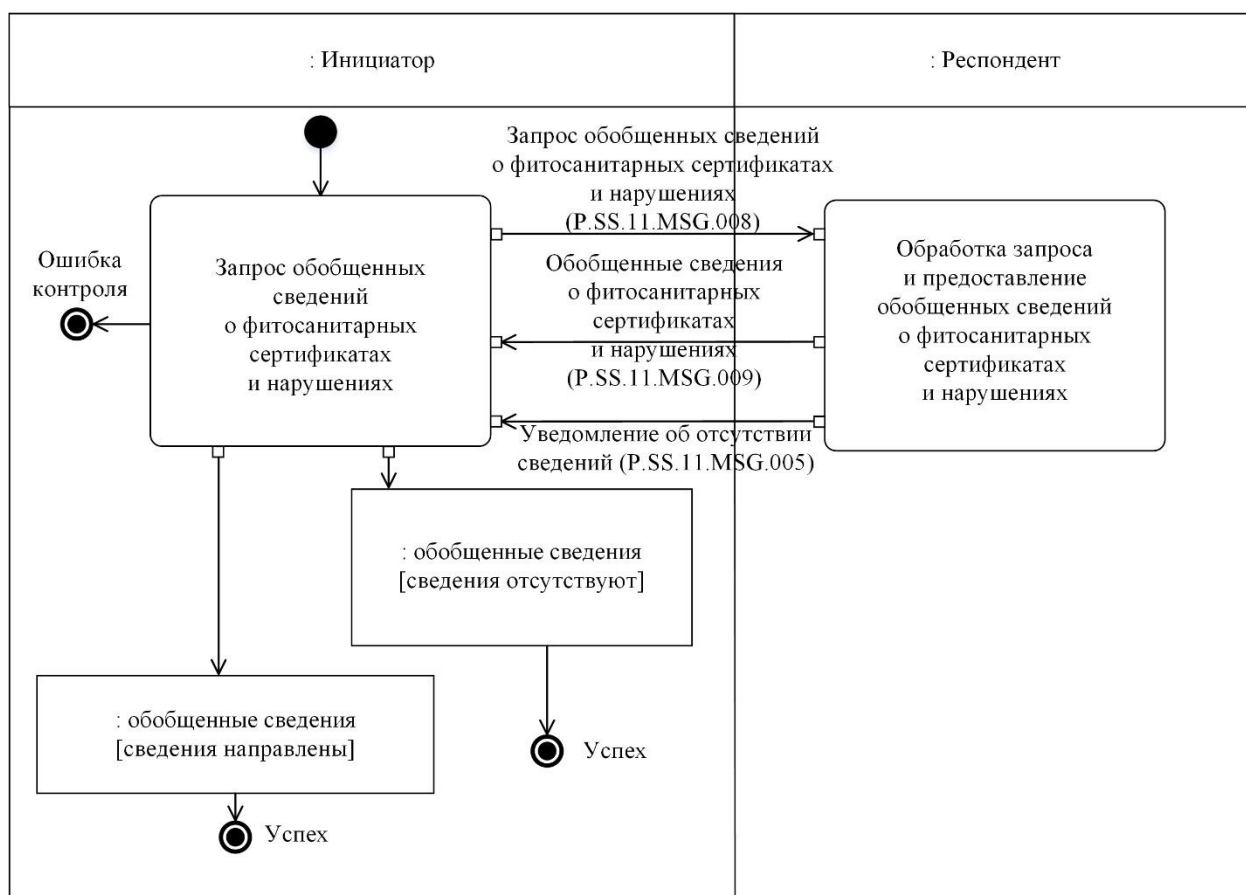 : Инициатор
: Респондент
Запрос обобщенных сведений
о фитосанитарных сертификатах
и нарушениях
(P.SS.11.MSG.008)
Ошибка
контроля
Запрос обобщенных
сведений
о фитосанитарных
сертификатах
и нарушениях
Обобщенные сведения
о фитосанитарных
сертификатах
и нарушениях
(P.SS.11.MSG.009)
Обработка запроса
и предоставление
обобщенных сведений
о фитосанитарных
сертификатах
и нарушениях
Уведомление об отсутствии
сведений (P.SS.11.MSG.005)
: обобщенные сведения
[сведения отсутствуют]
: обобщенные сведения
[сведения направлены]
Успех
Успех